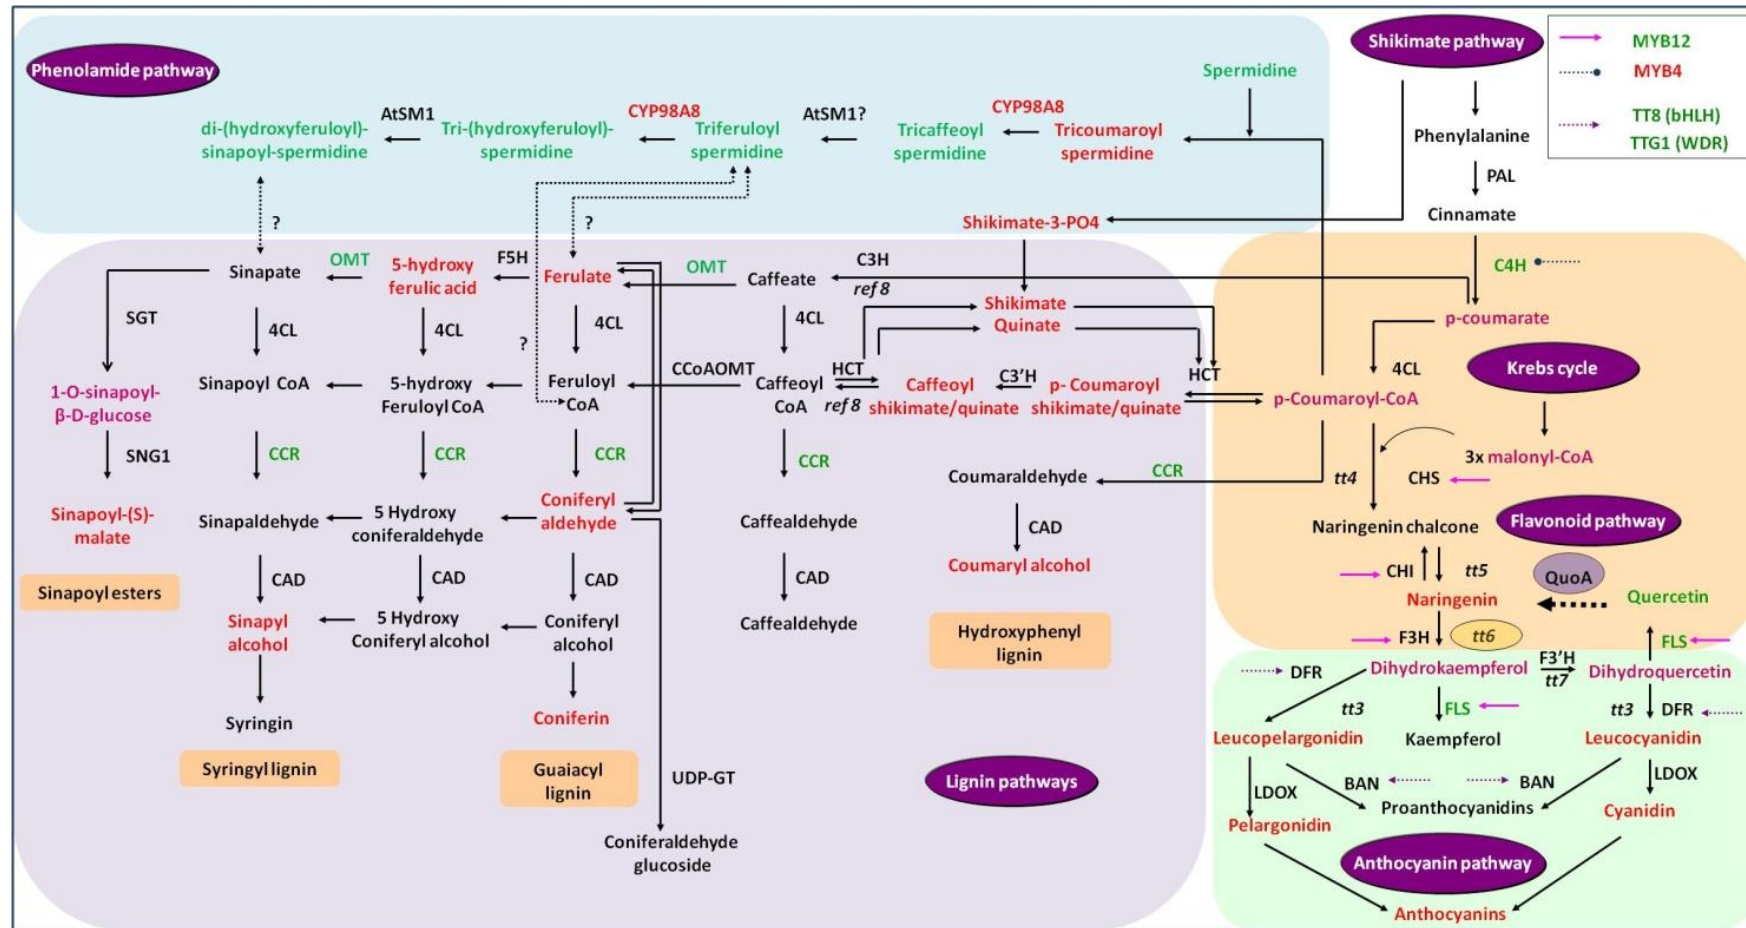 Phenolamide pathway
Shikimate pathway
MYB12
MYB4
TT8 (bHLH)
TTG1 (WDR)
Spermidine
AtSM1
CYP98A8
AtSM1?
CYP98A8
di-(hydroxyferuloyl)-
sinapoyl-spermidine
Tri-(hydroxyferuloyl)-
spermidine
Triferuloyl
spermidine
Tricaffeoyl
spermidine
Tricoumaroyl
spermidine
Phenylalanine
PAL
Cinnamate
?
?
Shikimate-3-PO4
Sinapate
OMT
5-hydroxy
ferulic acid
F5H
Ferulate
OMT
Caffeate
C3H
ref 8
C4H
SGT
4CL
4CL
?
4CL
4CL
Shikimate
Quinate
p-coumarate
4CL
Krebs cycle
1-O-sinapoyl-
β-D-glucose
Sinapoyl CoA
5-hydroxy
Feruloyl CoA
Feruloyl
CoA
CCoAOMT
Caffeoyl
CoA
HCT
ref 8
Caffeoyl
shikimate/quinate
C3'H
p- Coumaroyl
shikimate/quinate
HCT
p-Coumaroyl-CoA
SNG1
CCR
CCR
CCR
CCR
3x malonyl-CoA
Coumaraldehyde
CCR
tt4
CHS
Sinapoyl-(S)-
malate
Sinapaldehyde
5 Hydroxy
coniferaldehyde
Coniferyl
aldehyde
Caffealdehyde
CAD
Naringenin chalcone
Flavonoid pathway
Sinapoyl esters
CAD
CAD
CAD
CAD
Coumaryl alcohol
CHI
tt5
QuoA
Naringenin
Quercetin
Sinapyl
alcohol
5 Hydroxy
Coniferyl alcohol
Coniferyl
alcohol
Caffealdehyde
Hydroxyphenyl
lignin
F3H
tt6
FLS
DFR
Dihydrokaempferol
F3'H
tt7
Dihydroquercetin
Syringin
Coniferin
tt3
FLS
tt3
DFR
Leucopelargonidin
Kaempferol
Leucocyanidin
Syringyl lignin
Guaiacyl
lignin
UDP-GT
Lignin pathways
LDOX
BAN
BAN
LDOX
Proanthocyanidins
Pelargonidin
Cyanidin
Coniferaldehyde
glucoside
Anthocyanin pathway
Anthocyanins